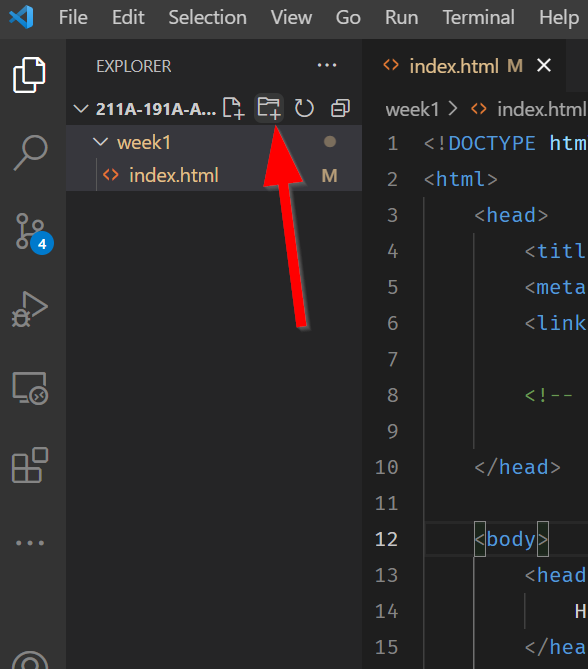 File Edit Selection View Go Run Terminal Help
EXPLORER ...
index.html M
211A-191A-A...
week1
index.html M
4
week1 > index.html
1 <!DOCTYPE htm
2 <html>
3 <head>
4 <titl
5 <meta
6 <link
7
8 <!--
9
10 </head>
11
12 <body>
13 <head
14 H
15 </hea